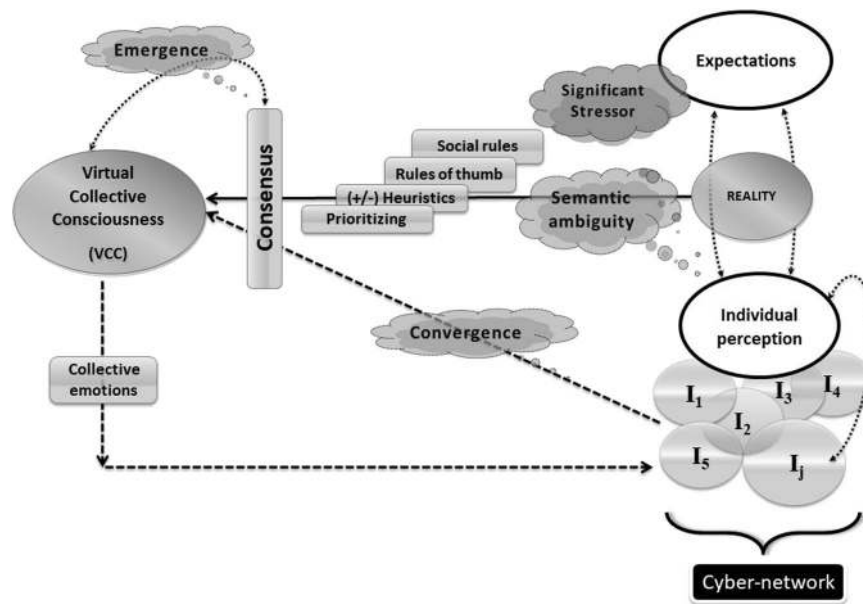 Emergence
Expectations
Significant
Stressor
Social rules
Rules of thumb
(+/-) Heuristics
Prioritizing
Consensus
Virtual
Collective
Consciousness
(VCC)
Semantic
ambiguity
REALITY
Individual
perception
Convergence
Collective
emotions
I1
I2
I3
I4
I5
Ij
Cyber-network